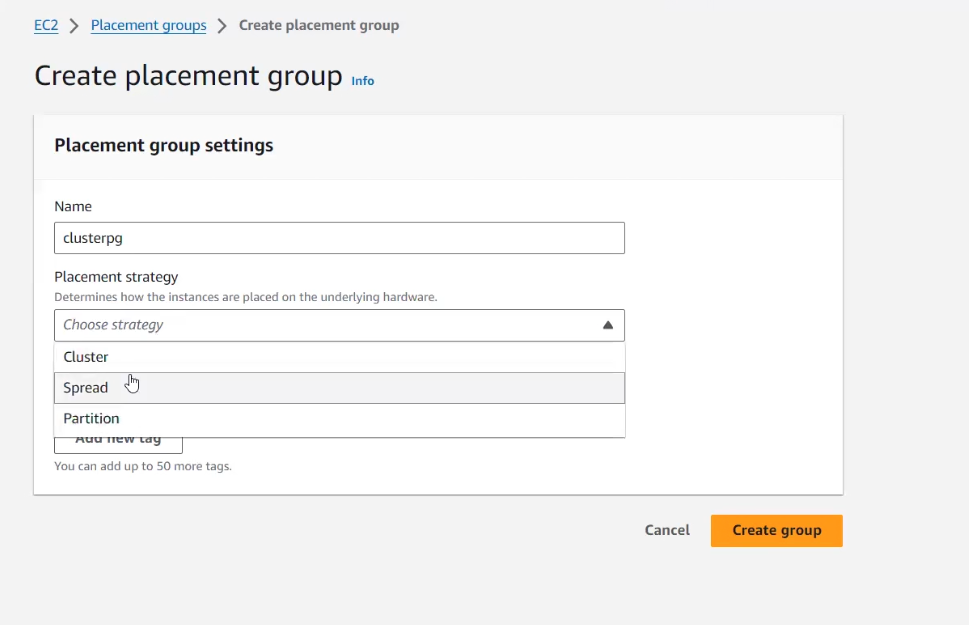 EC2 > Placement groups > Create placement group
Create placement group Info
Placement group settings
Name
clusterpg
Placement strategy
Determines how the instances are placed on the underlying hardware.
Choose strategy
Cluster
Spread
Partition
Add new tag
You can add up to 50 more tags.
Cancel Create group